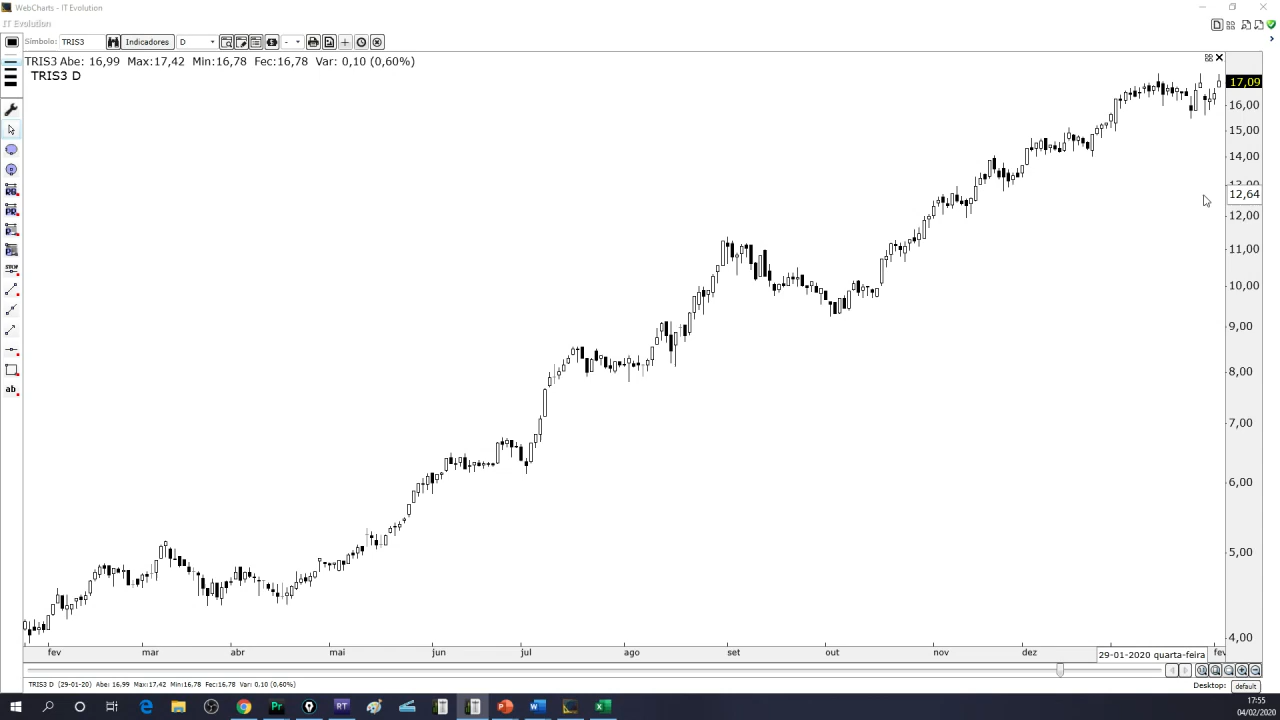 WebCharts - IT Evolution
IT Evolution
Símbolo: TRIS3 Indicadores D -
TRIS3 Abe: 16,99 Max:17,42 Min:16,78 Fec:16,78 Var: 0,10 (0,60%)
TRIS3 D
17,09
16,00
15,00
14,00
12,64
12,00
11,00
10,00
9,00
8,00
7,00
6,00
5,00
4,00
STOP
ab
fev mar abr mai jun jul ago set out nov dez
29-01-2020 quarta-feira
TRIS3 D (29-01-20) Abe: 16,99 Max:17,42 Min:16,78 Fec:16,78 Var: 0,10 (0,60%)
Desktop: default
17:55
04/02/2020